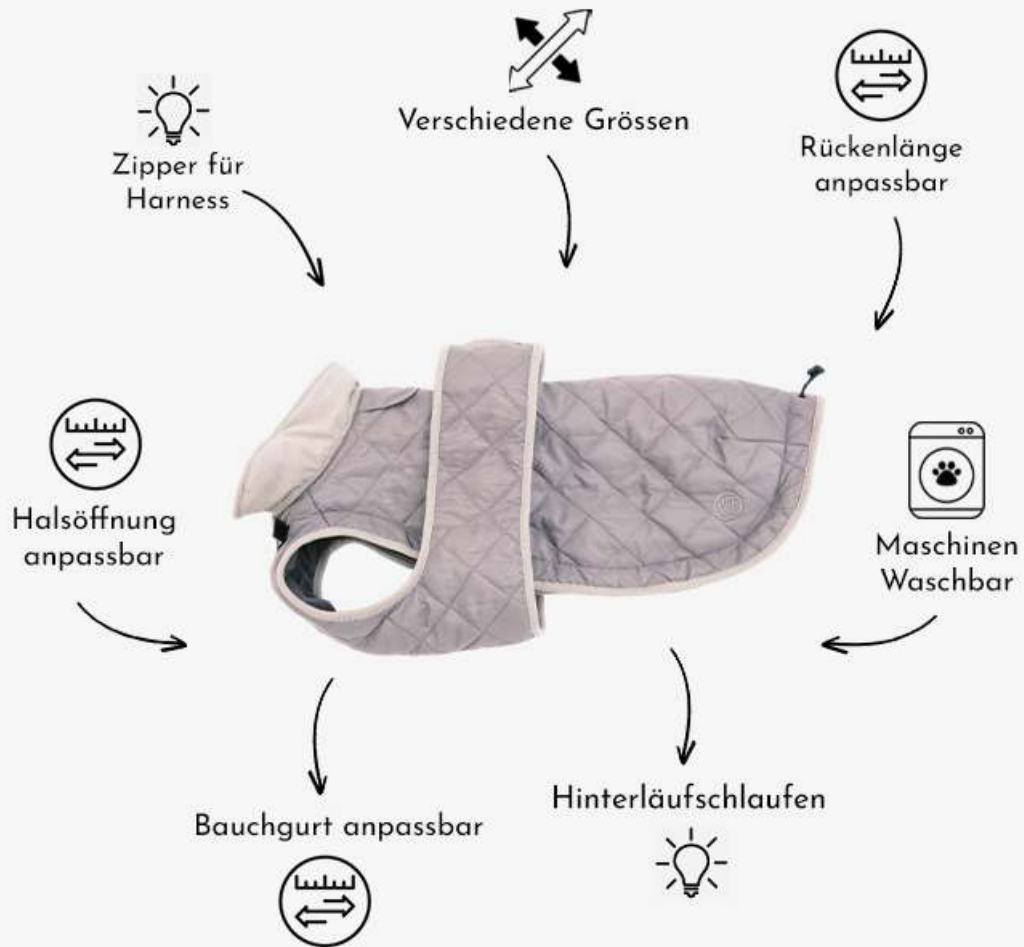 Verschiedene Grössen
Rückenlänge
anpassbar
Zipper für
Harness
Halsöffnung
anpassbar
Maschinen
Waschbar
Hinterläufschlaufen
Bauchgurt anpassbar